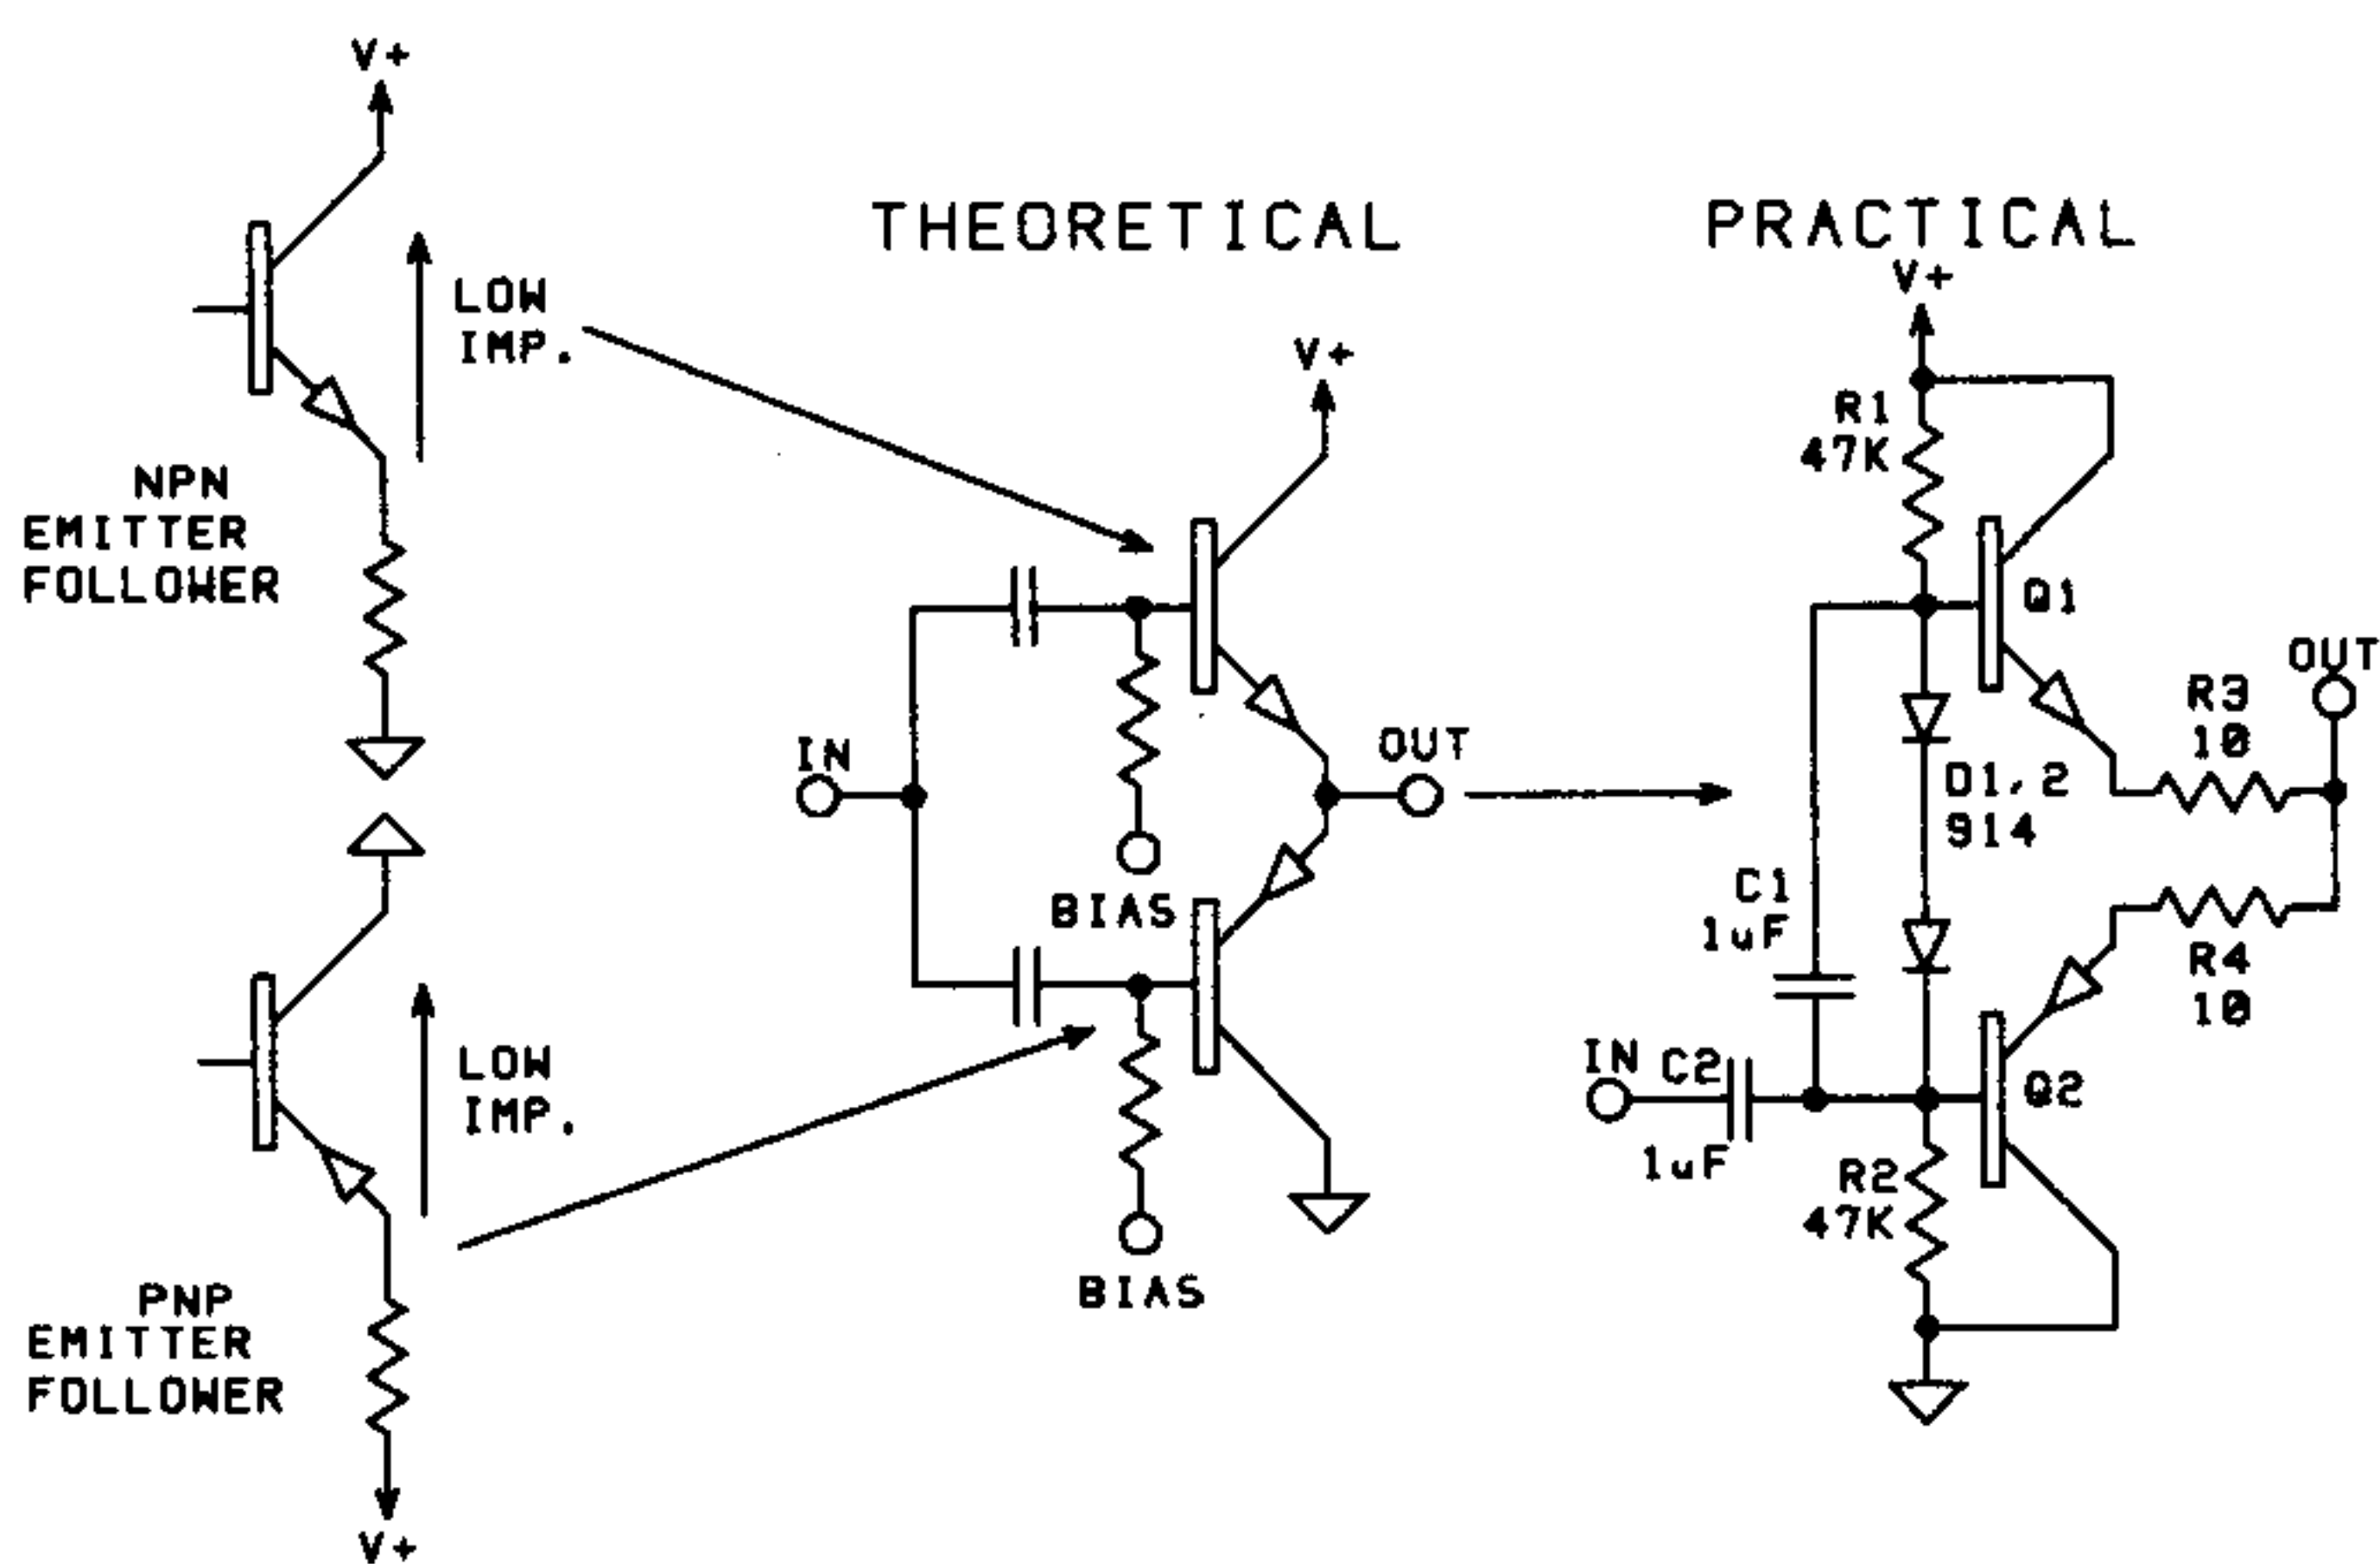 V+
LOW
IMP.
NPN
EMITTER
FOLLOWER
LOW
IMP.
PNP
EMITTER
FOLLOWER
V+
THEORETICAL
V+
IN
OUT
BIAS
BIAS
PRACTICAL
V+
R1
47K
Q1
OUT
R3
10
D1,2
914
C1
1uF
R4
10
IN
C2
1uF
Q2
R2
47K